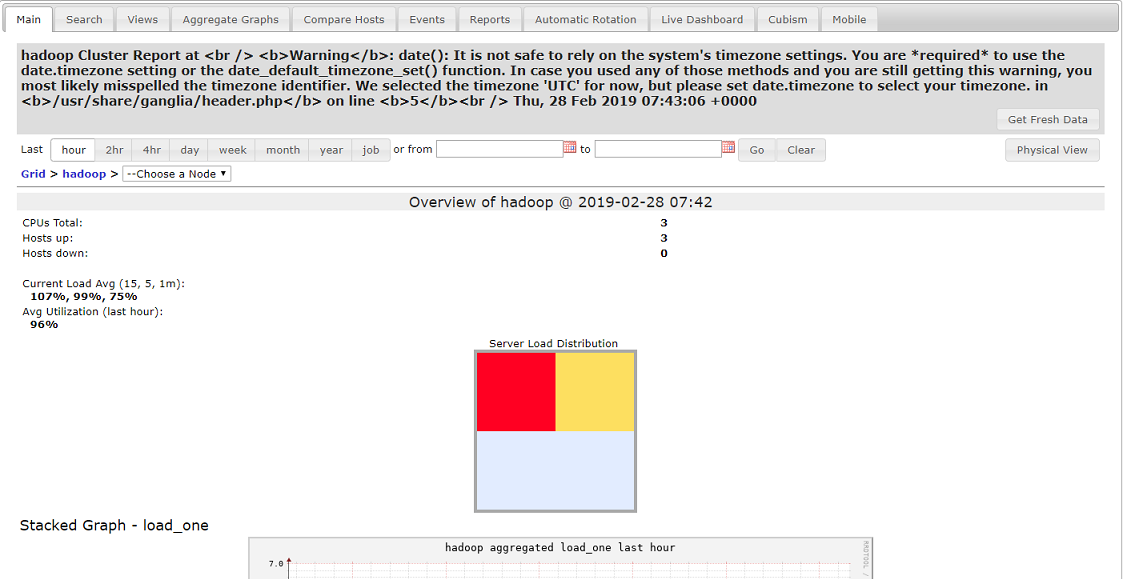 Main Search Views Aggregate Graphs Compare Hosts Events Reports Automatic Rotation Live Dashboard Cubism Mobile
hadoop Cluster Report at <br /> <b>Warning</b>: date(): It is not safe to rely on the system's timezone settings. You are *required* to use the
date.timezone setting or the date_default_timezone_set() function. In case you used any of those methods and you are still getting this warning, you
most likely misspelled the timezone identifier. We selected the timezone 'UTC' for now, but please set date.timezone to select your timezone. in
<b>/usr/share/ganglia/header.php</b> on line <b>5</b><br /> Thu, 28 Feb 2019 07:43:06 +0000
Get Fresh Data
Last hour 2hr 4hr day week month year job or from to Go Clear Physical View
Grid > hadoop > --Choose a Node
Overview of hadoop @ 2019-02-28 07:42
CPUs Total: 3
Hosts up: 3
Hosts down: 0
Current Load Avg (15, 5, 1m):
107%, 99%, 75%
Avg Utilization (last hour):
96%
Server Load Distribution
Stacked Graph - load_one
hadoop aggregated load_one last hour
7.0
RRDTOOL /